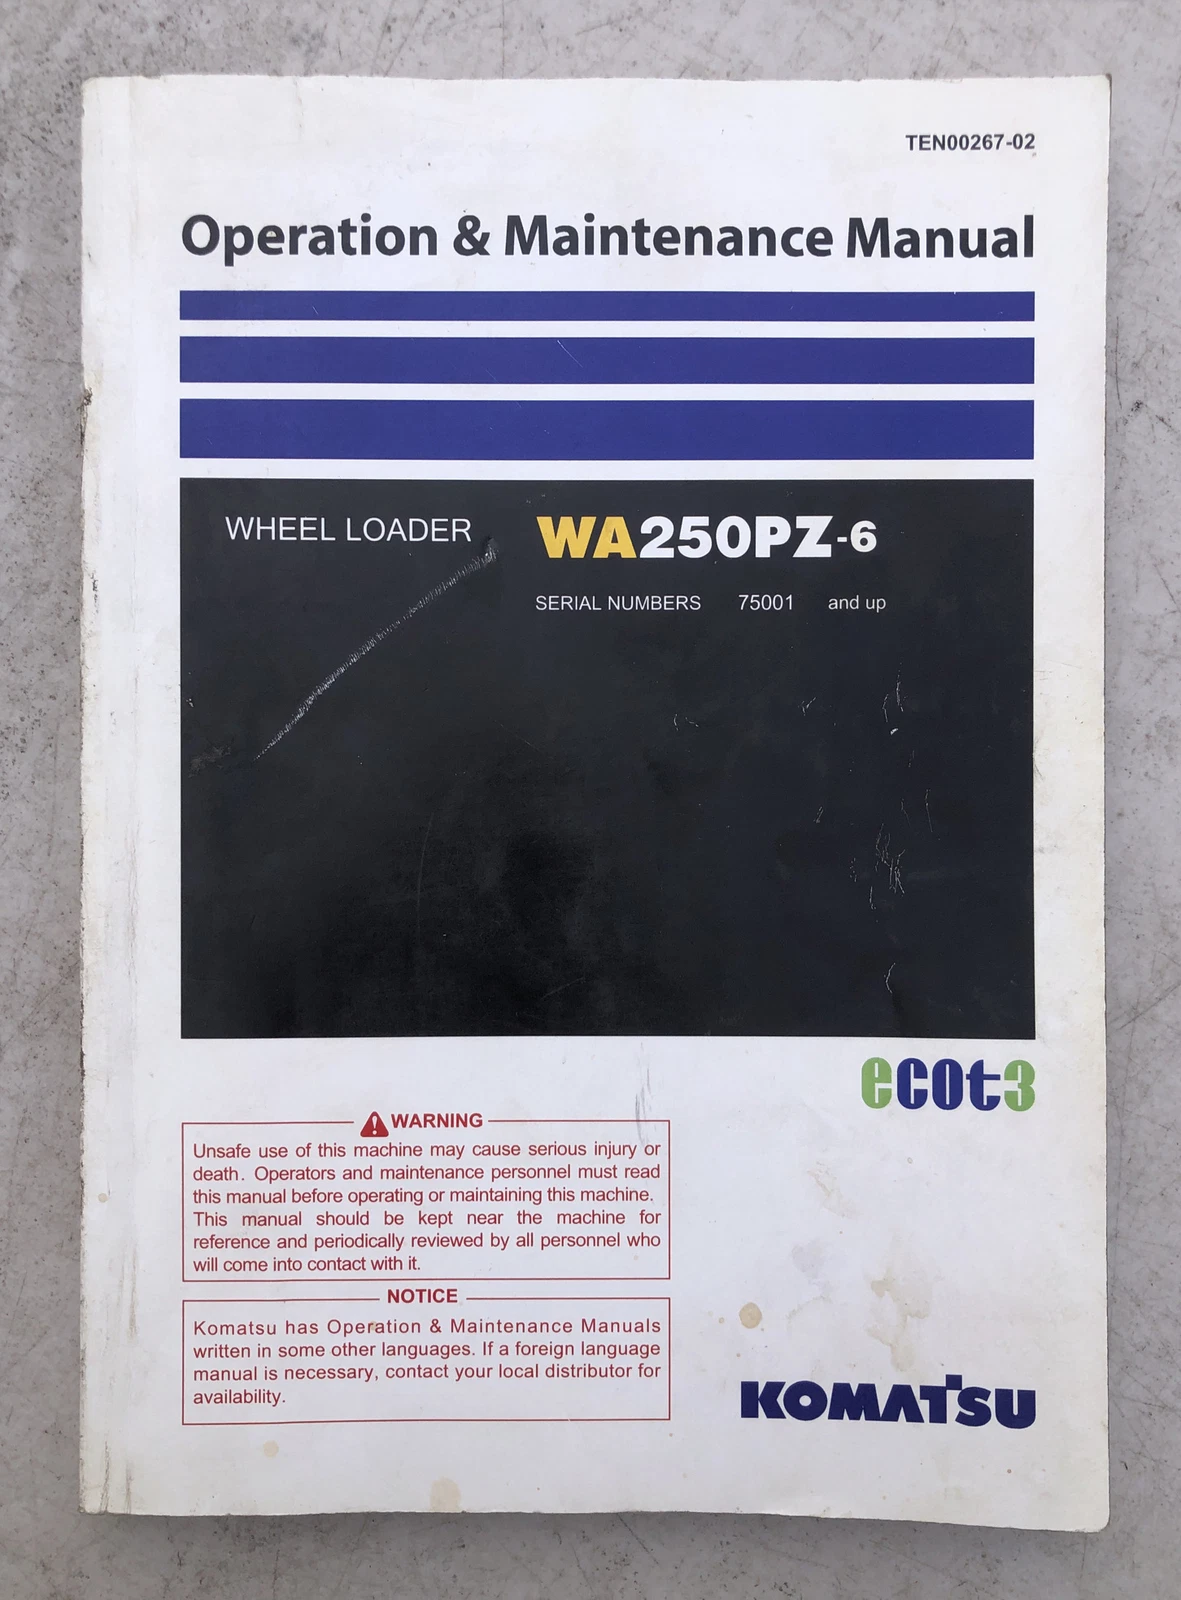 TEN00267-02
Operation & Maintenance Manual
WHEEL LOADER WA250PZ-6
SERIAL NUMBERS 75001 and up
ecot3
WARNING
Unsafe use of this machine may cause serious injury or
death. Operators and maintenance personnel must read
this manual before operating or maintaining this machine.
This manual should be kept near the machine for
reference and periodically reviewed by all personnel who
will come into contact with it.
NOTICE
Komatsu has Operation & Maintenance Manuals
written in some other languages. If a foreign language
manual is necessary, contact your local distributor for
availability.
KOMATSU